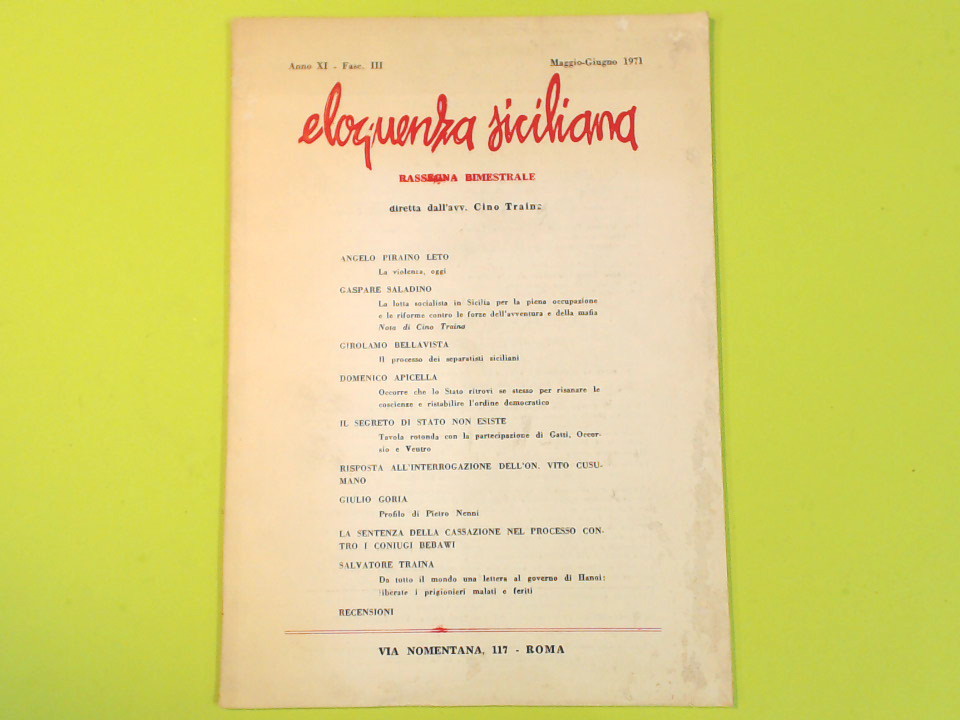 Anno XI - Fasc. III
Maggio-Giugno 1971
eloquenza siciliana
RASSEGNA BIMESTRALE
diretta dall'avv. Cino Traina
ANGELO PIRAINO LETO
La violenza, oggi
GASPARE SALADINO
La lotta socialista in Sicilia per la piena occupazione
e le riforme contro le forze dell'avventura e della mafia
Nota di Cino Traina
GIROLAMO BELLAVISTA
Il processo dei separatisti siciliani
DOMENICO APICELLA
Occorre che lo Stato ritrovi se stesso per risanare le
coscienze e ristabilire l'ordine democratico
IL SEGRETO DI STATO NON ESISTE
Tavola rotonda con la partecipazione di Gatti, Occor-
sio e Ventro
RISPOSTA ALL'INTERROGAZIONE DELL'ON. VITO CUSU-
MANO
GIULIO GORIA
Profilo di Pietro Nenni
LA SENTENZA DELLA CASSAZIONE NEL PROCESSO CON-
TRO I CONIUGI BEBAWI
SALVATORE TRAINA
Da tutto il mondo una lettera al governo di Hanoi:
liberate i prigionieri malati e feriti
RECENSIONI
VIA NOMENTANA, 117 - ROMA